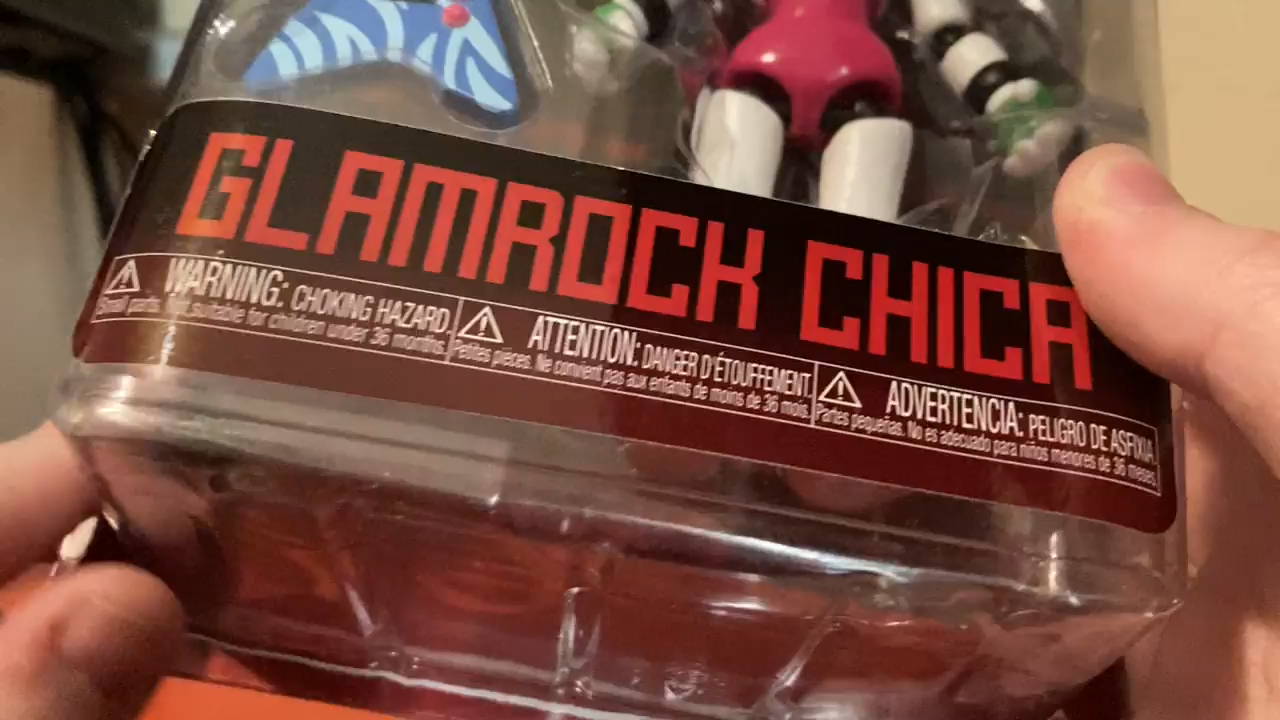 GLAMROCK CHICA
WARNING: CHOKING HAZARD.
Small parts. Not suitable for children under 36 months.
ATTENTION: DANGER D'ÉTOUFFEMENT.
Petites pièces. Ne convient pas aux enfants de moins de 36 mois.
ADVERTENCIA: PELIGRO DE ASFIXIA.
Partes pequeñas. No es adecuado para niños menores de 36 meses.